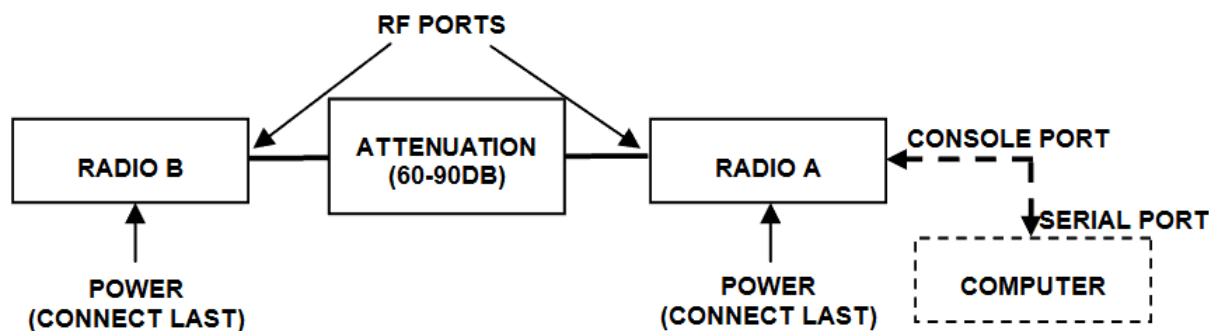 RF PORTS
RADIO B
ATTENUATION
(60-90DB)
RADIO A
CONSOLE PORT
SERIAL PORT
COMPUTER
POWER
(CONNECT LAST)
POWER
(CONNECT LAST)